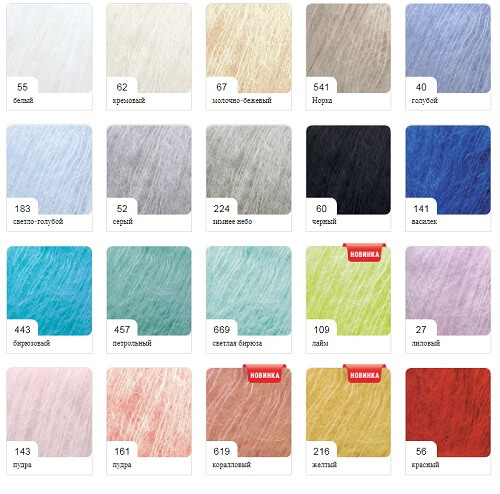 55
белый
62
кремовый
67
молочно-бежевый
541
Норка
40
голубой
183
светло-голубой
52
серый
224
зимнее небо
60
черный
141
василек
443
бирюзовый
457
петрольный
669
светлая бирюза
НОВИНКА
109
лайм
27
лиловый
143
пудра
161
пудра
НОВИНКА
619
коралловый
НОВИНКА
216
желтый
56
красный